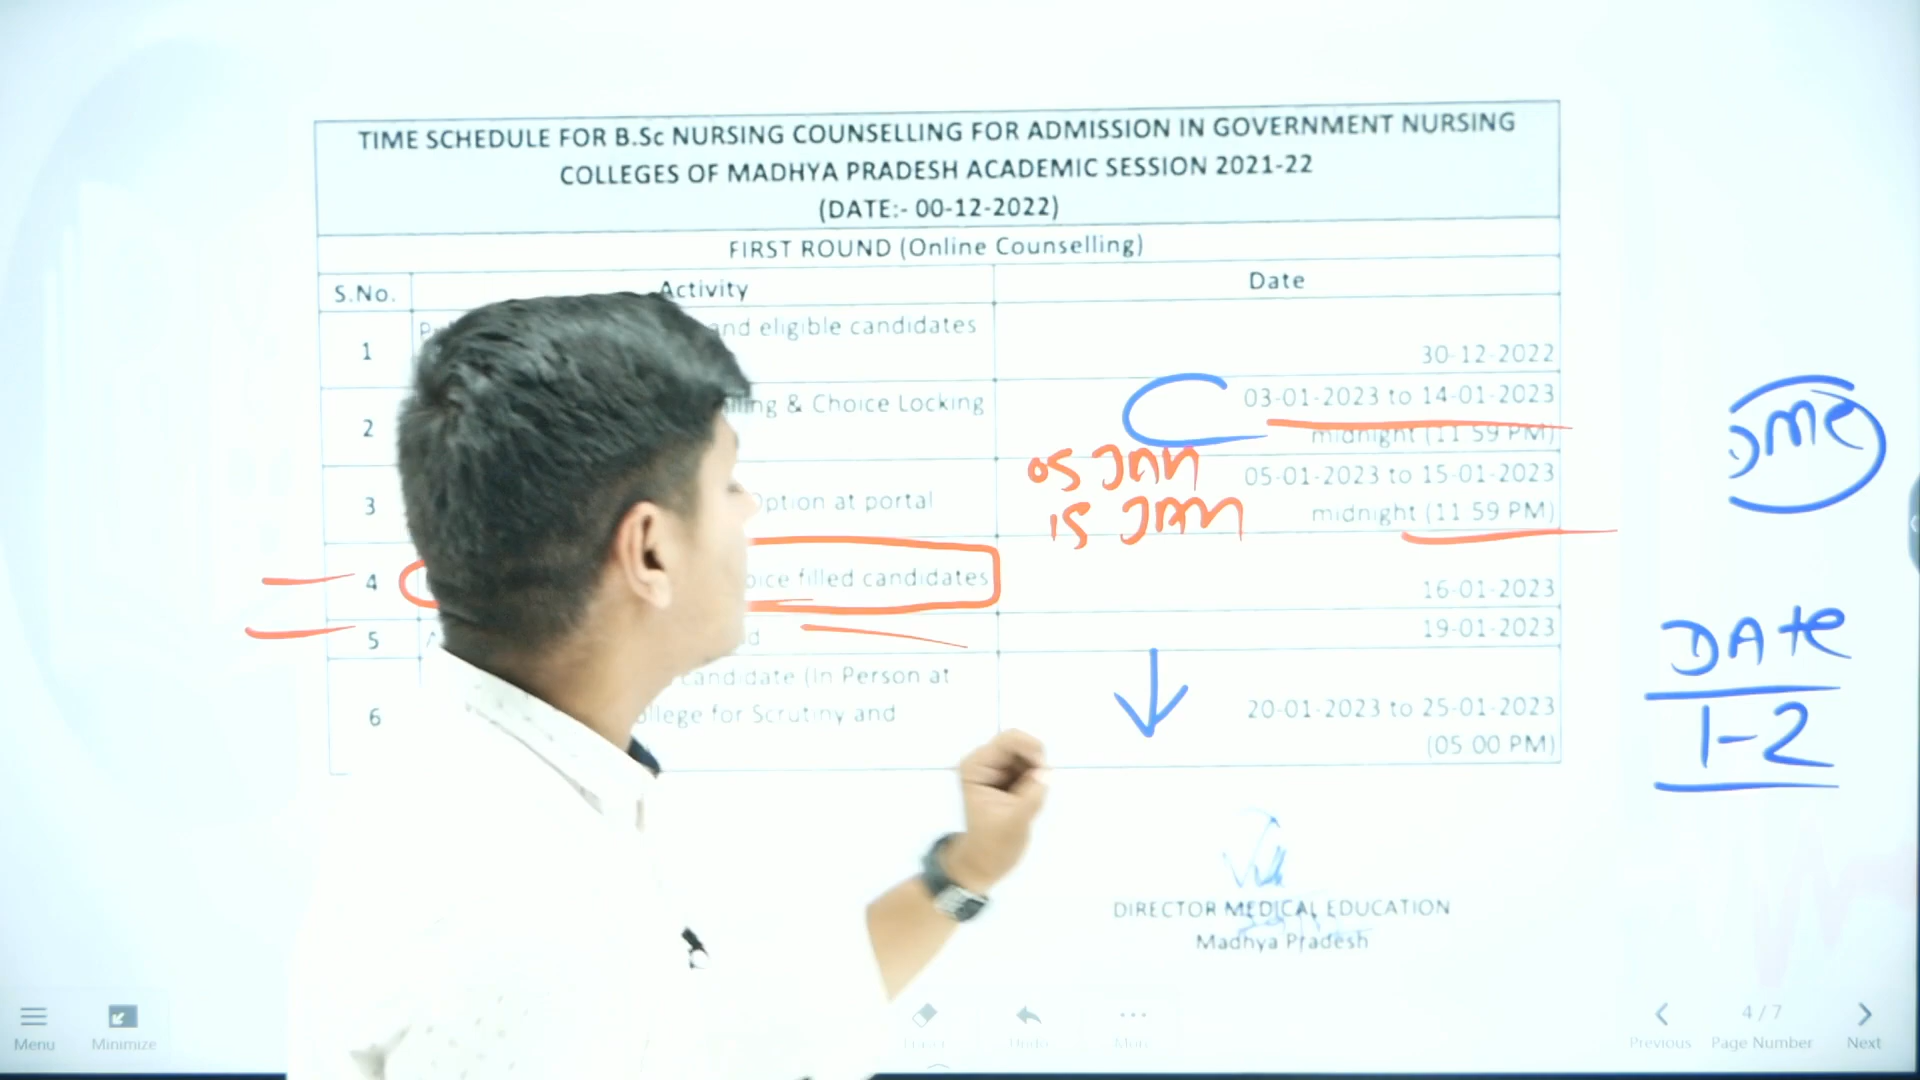 TIME SCHEDULE FOR B.Sc NURSING COUNSELLING FOR ADMISSION IN GOVERNMENT NURSING
COLLEGES OF MADHYA PRADESH ACADEMIC SESSION 2021-22
(DATE:- 00-12-2022)
FIRST ROUND (Online Counselling)
S.No. Activity Date
1 and eligible candidates
30-12-2022
2 & Choice Locking 03-01-2023 to 14-01-2023
midnight (11 59 PM)
05 JAN
15 JAN
3 Option at portal 05-01-2023 to 15-01-2023
midnight (11 59 PM)
4 filled candidates 16-01-2023
5 19-01-2023
6 candidate (In Person at
for Scrutiny and 20-01-2023 to 25-01-2023
(05 00 PM)
DME
DATE
1-2
DIRECTOR MEDICAL EDUCATION
Madhya Pradesh
Menu Minimize Eraser Undo More
Previous 4 / 7 Page Number Next